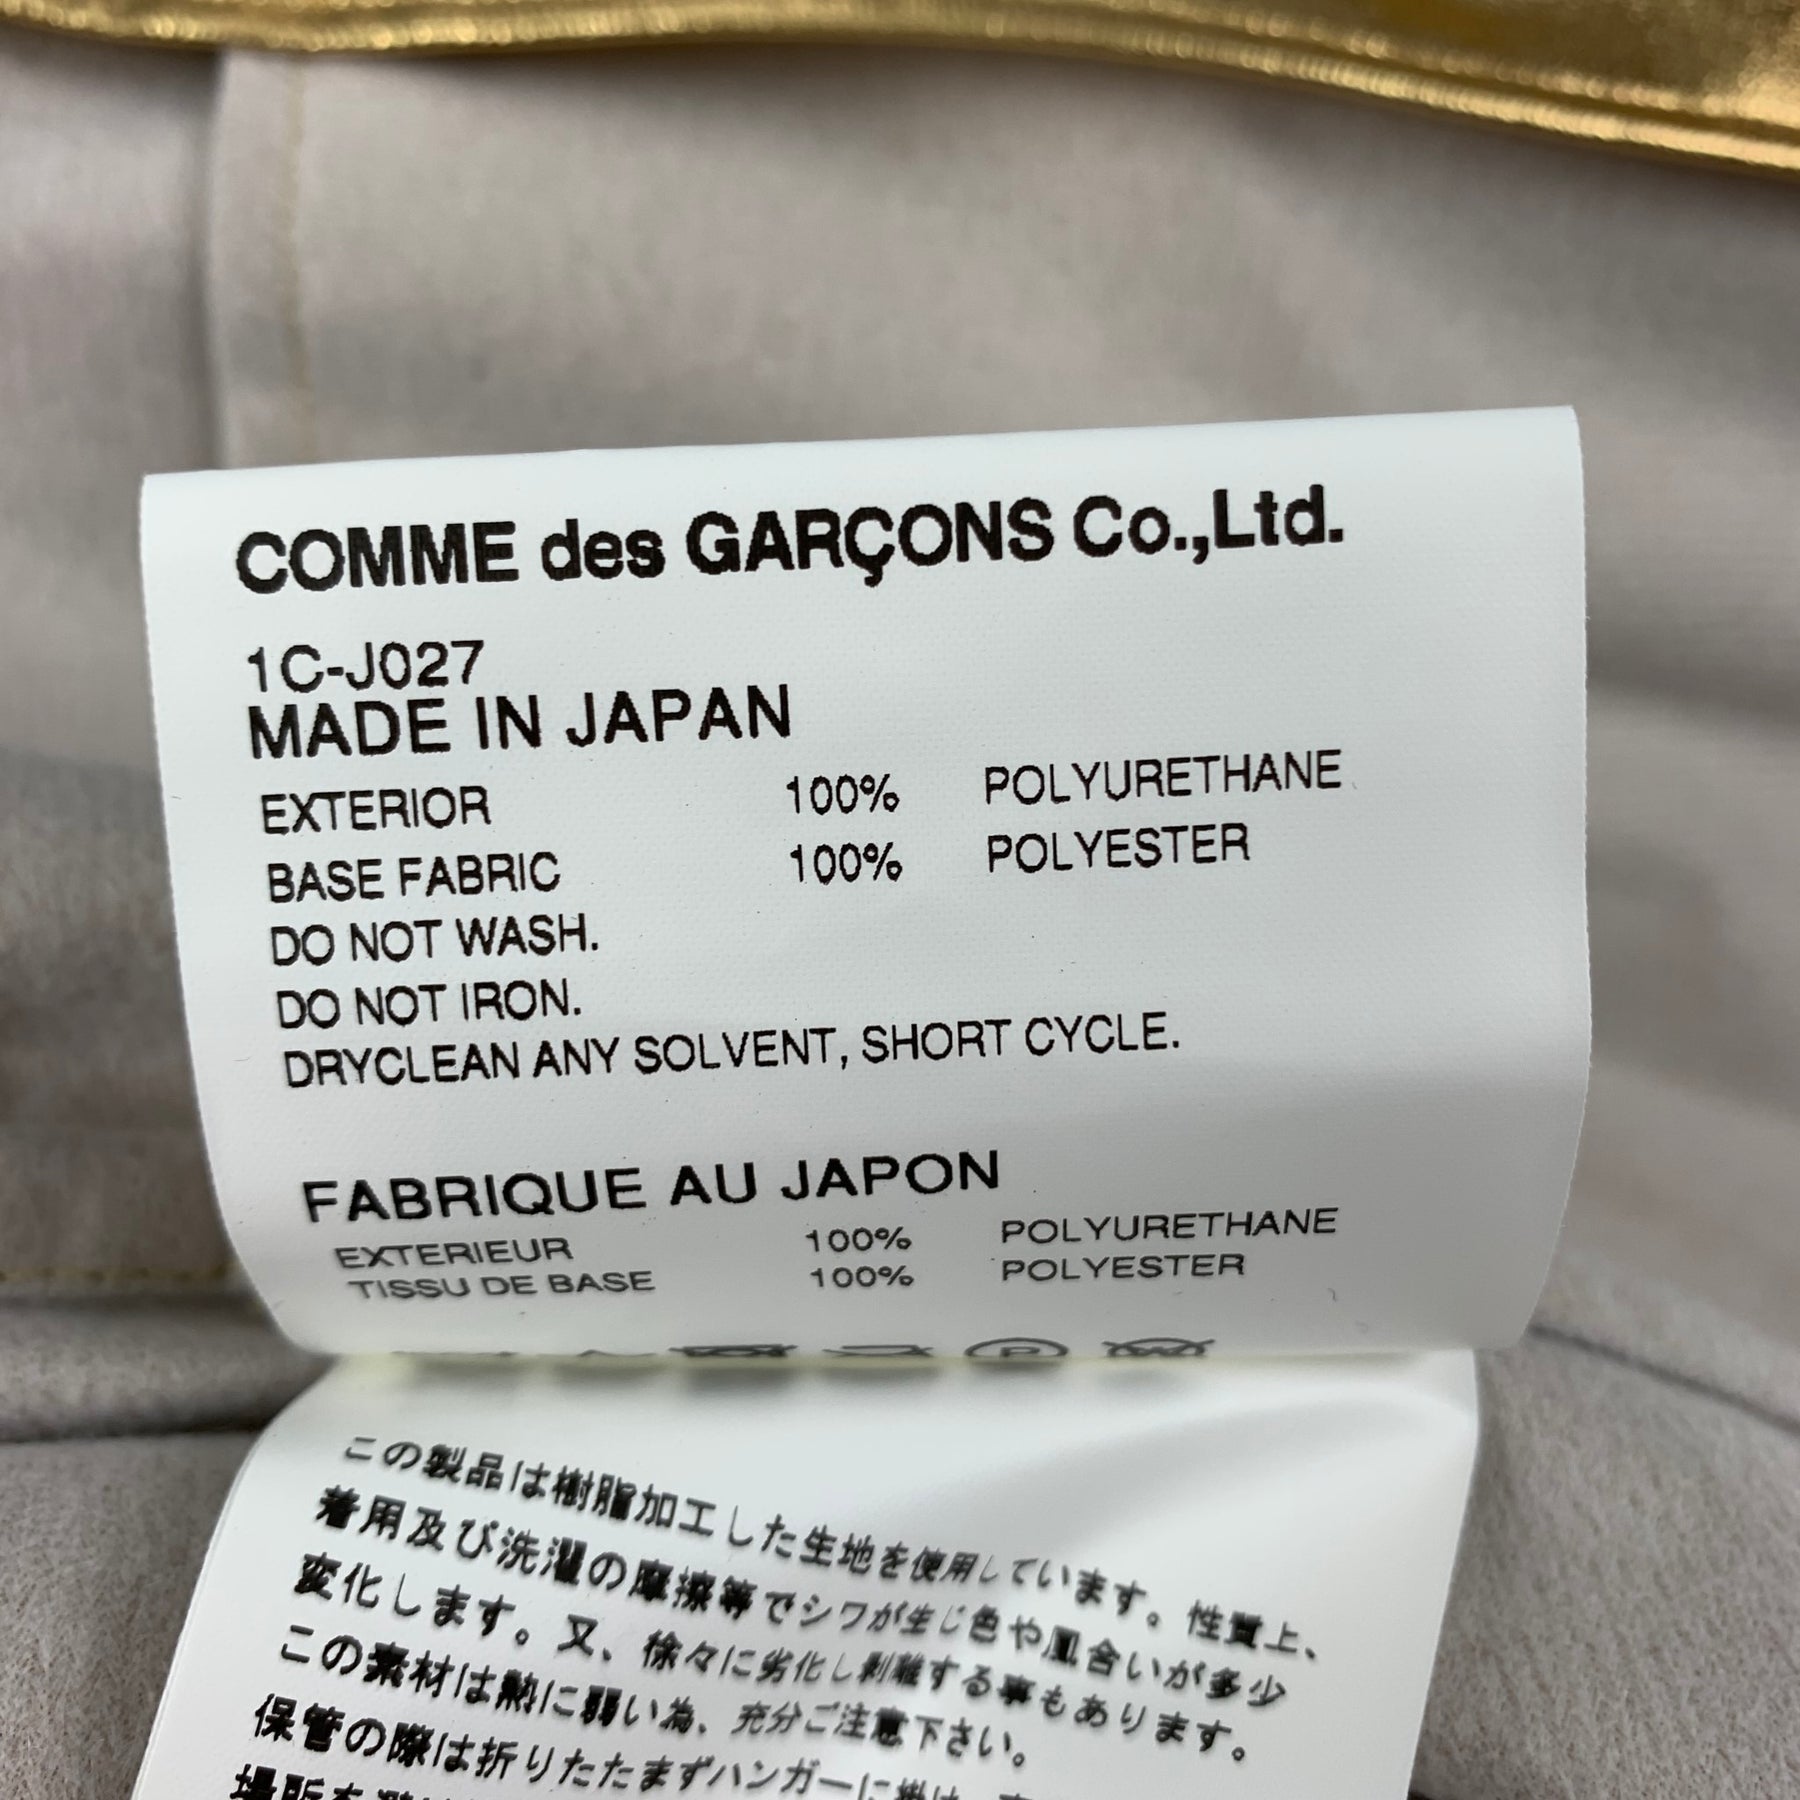 COMME des GARÇONS Co.,Ltd.
1C-J027
MADE IN JAPAN
EXTERIOR 100% POLYURETHANE
BASE FABRIC 100% POLYESTER
DO NOT WASH.
DO NOT IRON.
DRYCLEAN ANY SOLVENT, SHORT CYCLE.
FABRIQUE AU JAPON
EXTERIEUR 100% POLYURETHANE
TISSU DE BASE 100% POLYESTER
この製品は樹脂加工した生地を使用しています。性質上、
着用及び洗濯の摩擦等でシワが生じ色や風合いが多少
変化します。又、徐々に劣化し剥離する事もあります。
この素材は熱に弱い為、充分ご注意下さい。
保管の際は折りたたまずハンガーに掛け、
場所を